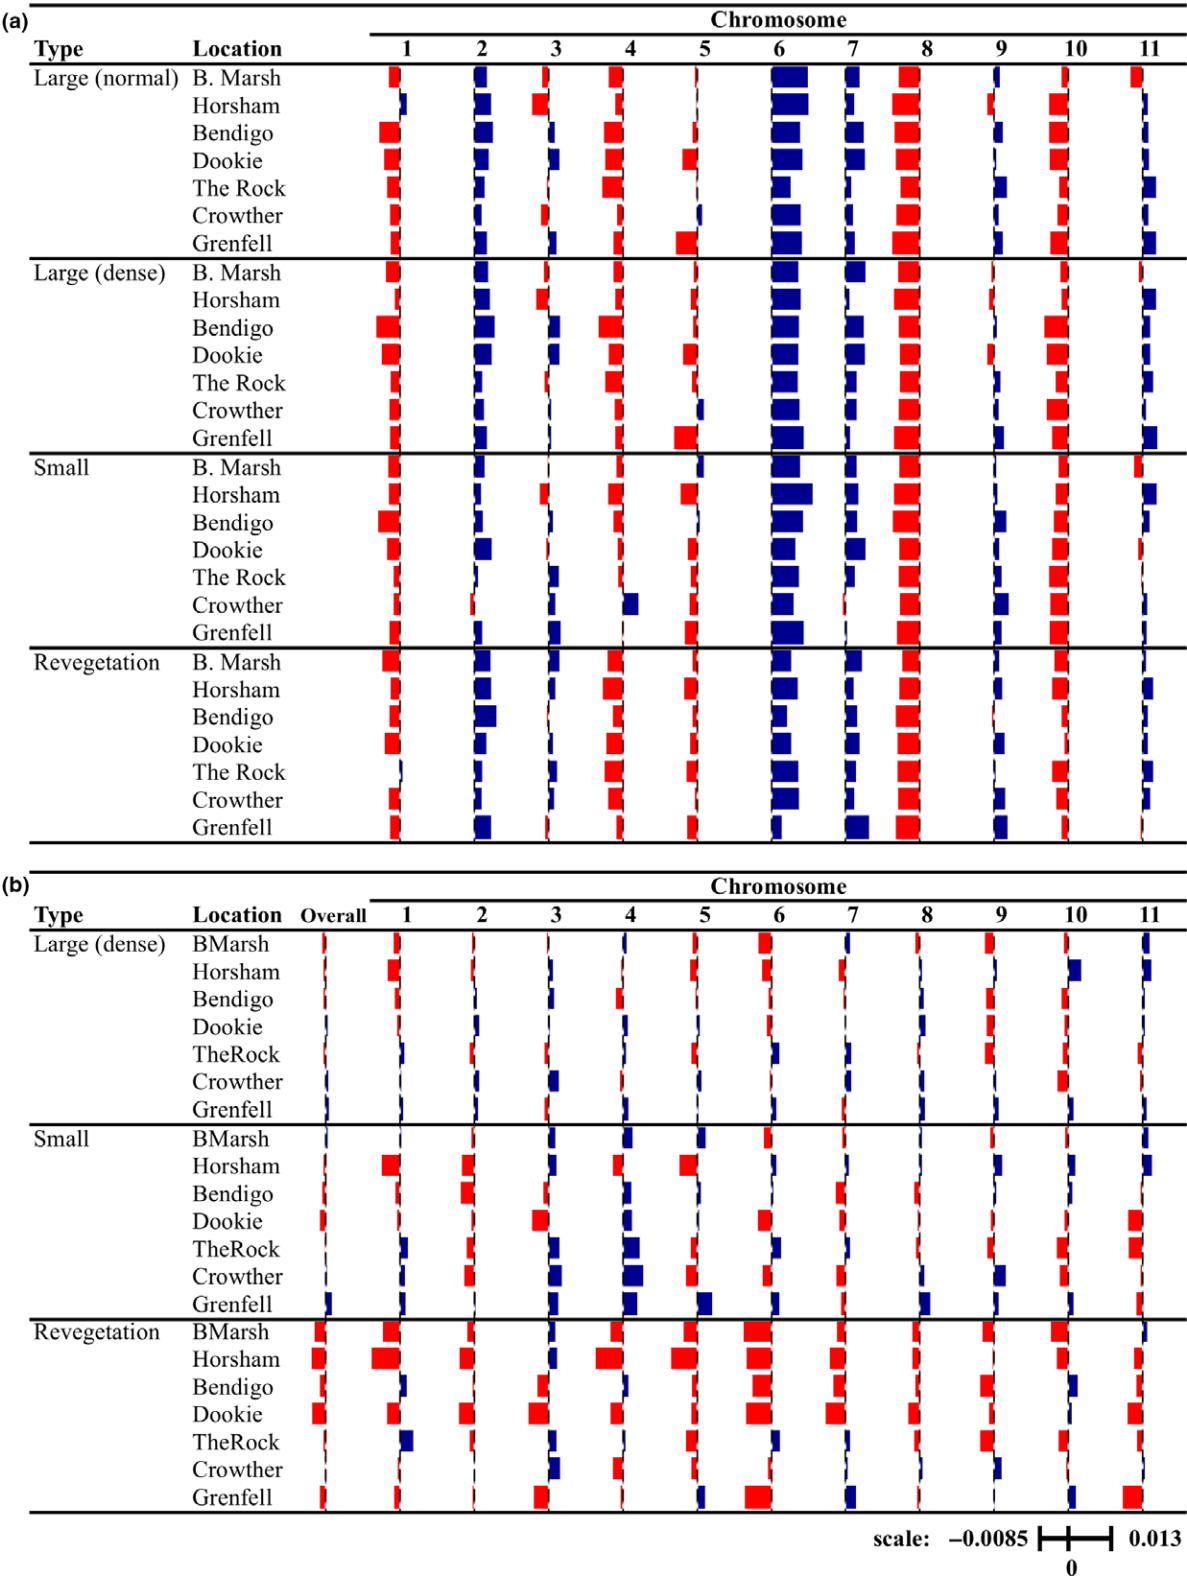 (a)
Chromosome
Type Location 1 2 3 4 5 6 7 8 9 10 11
Large (normal) B. Marsh
Horsham
Bendigo
Dookie
The Rock
Crowther
Grenfell
Large (dense) B. Marsh
Horsham
Bendigo
Dookie
The Rock
Crowther
Grenfell
Small B. Marsh
Horsham
Bendigo
Dookie
The Rock
Crowther
Grenfell
Revegetation B. Marsh
Horsham
Bendigo
Dookie
The Rock
Crowther
Grenfell
(b)
Chromosome
Type Location Overall 1 2 3 4 5 6 7 8 9 10 11
Large (dense) BMarsh
Horsham
Bendigo
Dookie
TheRock
Crowther
Grenfell
Small BMarsh
Horsham
Bendigo
Dookie
TheRock
Crowther
Grenfell
Revegetation BMarsh
Horsham
Bendigo
Dookie
TheRock
Crowther
Grenfell
scale: −0.0085 0.013
0